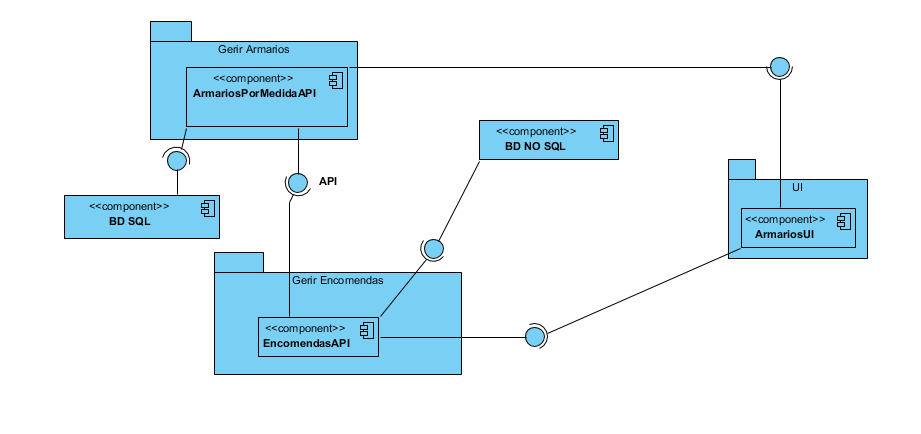 Gerir Armarios
<<component>>
ArmariosPorMedidaAPI
<<component>>
BD NO SQL
API
UI
<<component>>
BD SQL
<<component>>
ArmariosUI
Gerir Encomendas
<<component>>
EncomendasAPI